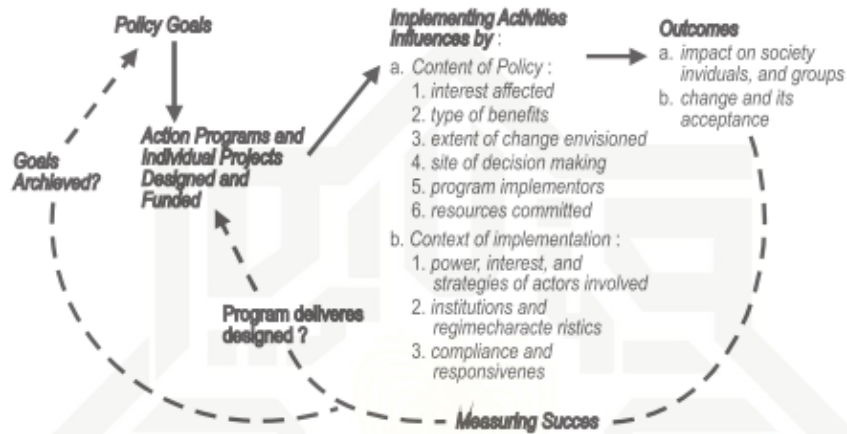 Policy Goals
Action Programs and
Individual Projects
Designed and
Funded
Goals
Archieved?
Program deliveres
designed ?
Implementing Activities
Influences by :
a. Content of Policy :
1. interest affected
2. type of benefits
3. extent of change envisioned
4. site of decision making
5. program implementors
6. resources committed
b. Context of implementation :
1. power, interest, and
strategies of actors involved
2. institutions and
regimecharacte ristics
3. compliance and
responsivenes
Outcomes
a. impact on society
inviduals, and groups
b. change and its
acceptance
Measuring Succes